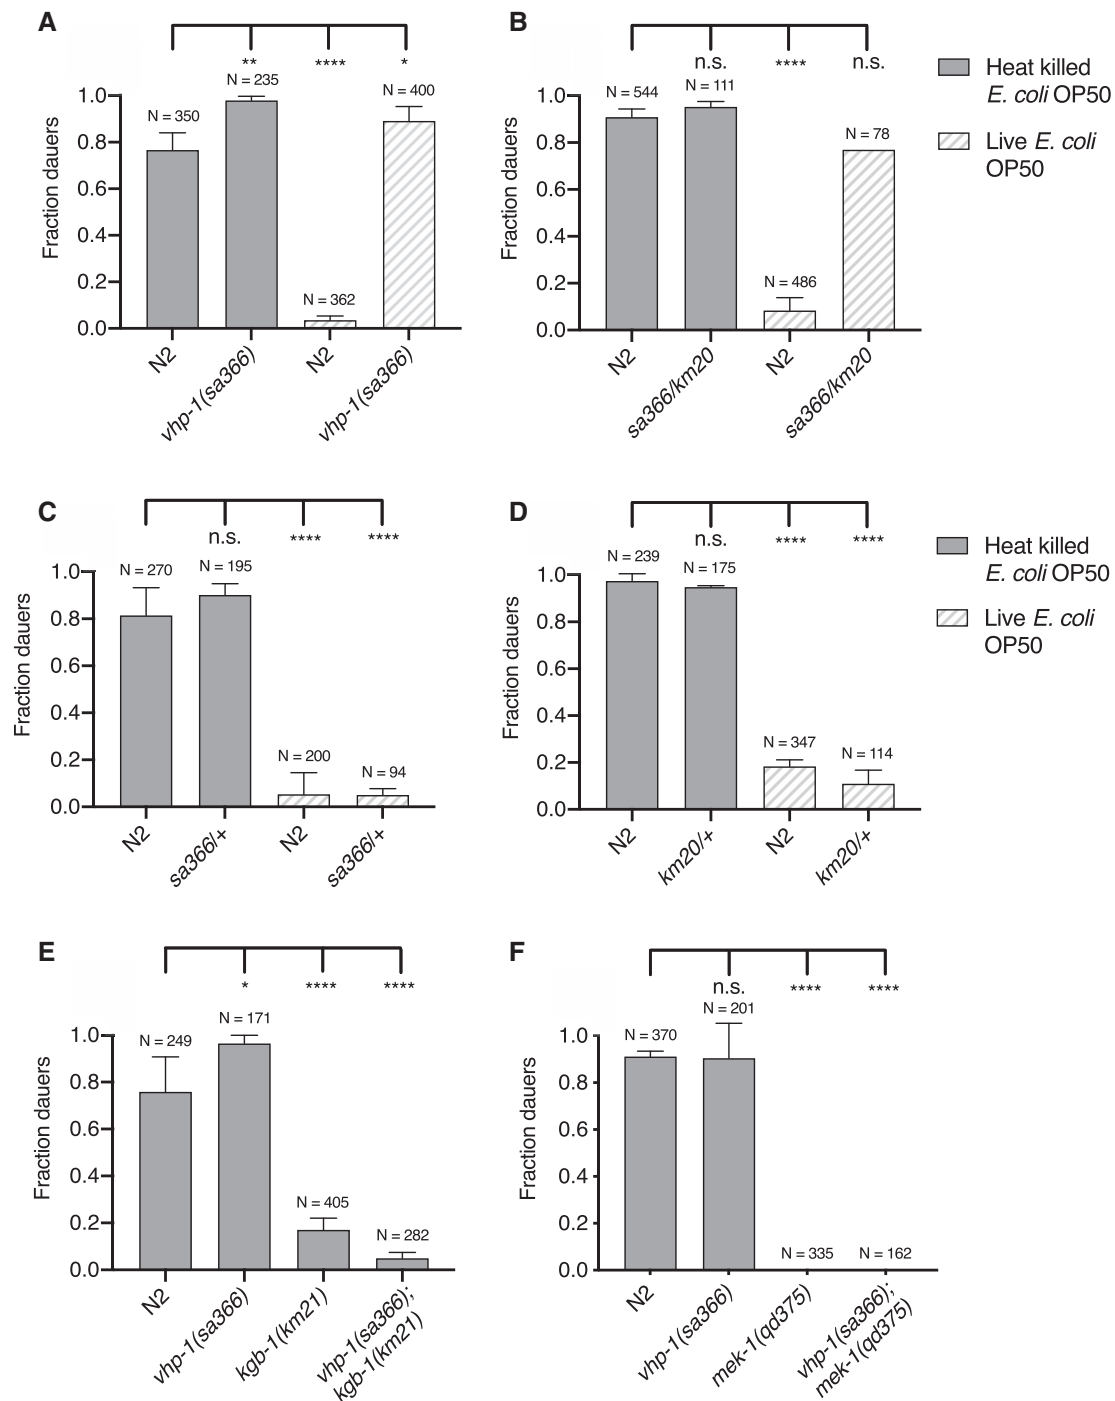 A
** **** *
N = 350
N = 235
N = 362
N = 400
Fraction dauers
1.0
0.8
0.6
0.4
0.2
0.0
N2
vhp-1(sa366)
N2
vhp-1(sa366)
B
n.s. **** n.s.
N = 544
N = 111
N = 486
N = 78
Fraction dauers
1.0
0.8
0.6
0.4
0.2
0.0
N2
sa366/km20
N2
sa366/km20
Heat killed
E. coli OP50
Live E. coli
OP50
C
n.s. **** ****
N = 270
N = 195
N = 200
N = 94
Fraction dauers
1.0
0.8
0.6
0.4
0.2
0.0
N2
sa366/+
N2
sa366/+
D
n.s. **** ****
N = 239
N = 175
N = 347
N = 114
Fraction dauers
1.0
0.8
0.6
0.4
0.2
0.0
N2
km20/+
N2
km20/+
Heat killed
E. coli OP50
Live E. coli
OP50
E
* **** ****
N = 249
N = 171
N = 405
N = 282
Fraction dauers
1.0
0.8
0.6
0.4
0.2
0.0
N2
vhp-1(sa366)
kgb-1(km21)
vhp-1(sa366);
kgb-1(km21)
F
n.s. **** ****
N = 370
N = 201
N = 335
N = 162
Fraction dauers
1.0
0.8
0.6
0.4
0.2
0.0
N2
vhp-1(sa366)
mek-1(qd375)
vhp-1(sa366);
mek-1(qd375)